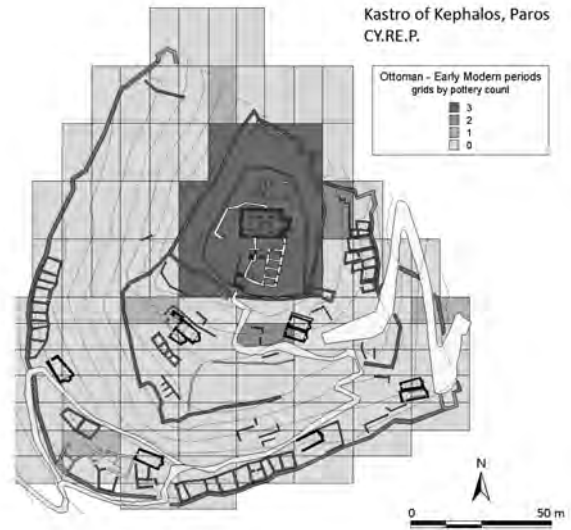 Kastro of Kephalos, Paros
CY.RE.P.
Ottoman - Early Modern periods
grids by pottery count
3
2
1
0
N
0 50 m